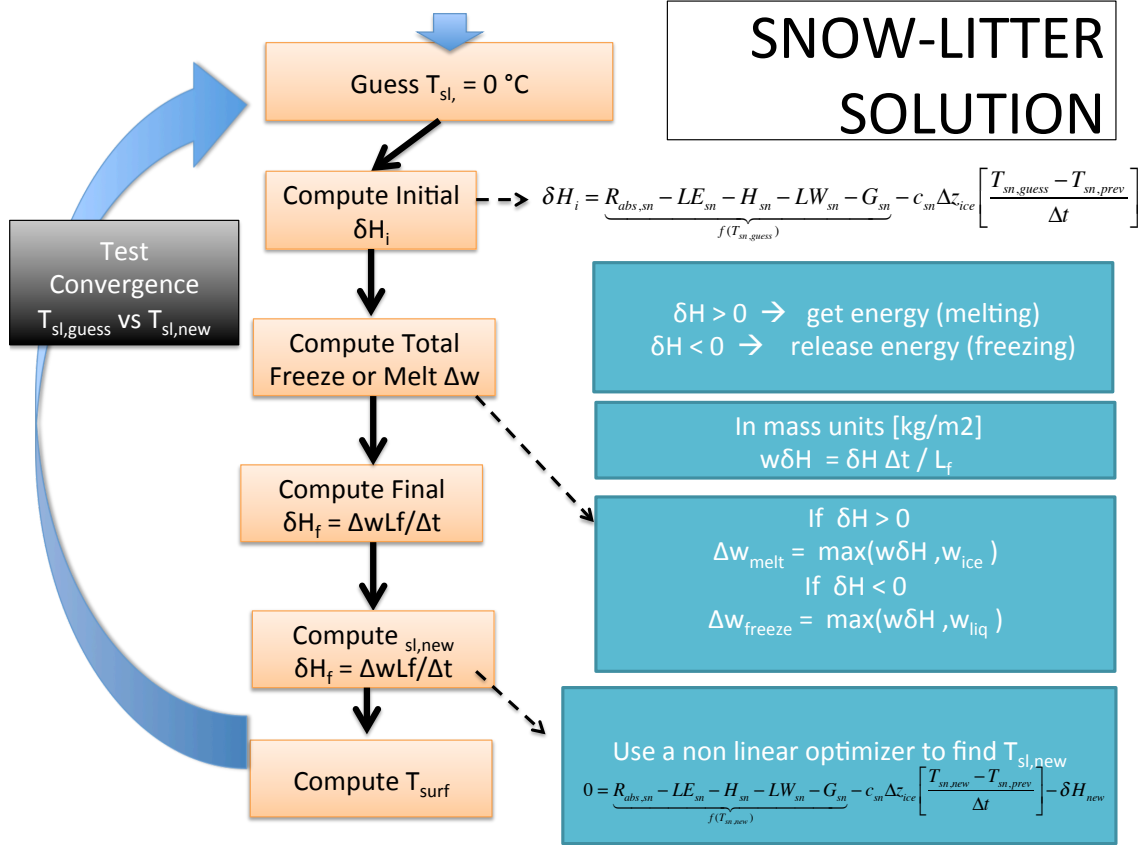 SNOW-LITTER
SOLUTION
Guess T_sl, = 0 °C
Compute Initial
δH_i
δH_i = R_abs,sn − LE_sn − H_sn − LW_sn − G_sn − c_sn Δz_ice [ (T_sn,guess − T_sn,prev) / Δt ]
f(T_sn,guess)
Test
Convergence
T_sl,guess vs T_sl,new
δH > 0 → get energy (melting)
δH < 0 → release energy (freezing)
Compute Total
Freeze or Melt Δw
In mass units [kg/m2]
wδH = δH Δt / L_f
Compute Final
δH_f = ΔwLf/Δt
If δH > 0
Δw_melt = max(wδH ,w_ice )
If δH < 0
Δw_freeze = max(wδH ,w_liq )
Compute _sl,new
δH_f = ΔwLf/Δt
Compute T_surf
Use a non linear optimizer to find T_sl,new
0 = R_abs,sn − LE_sn − H_sn − LW_sn − G_sn − c_sn Δz_ice [ (T_sn,new − T_sn,prev) / Δt ] − δH_new
f(T_sn,new)